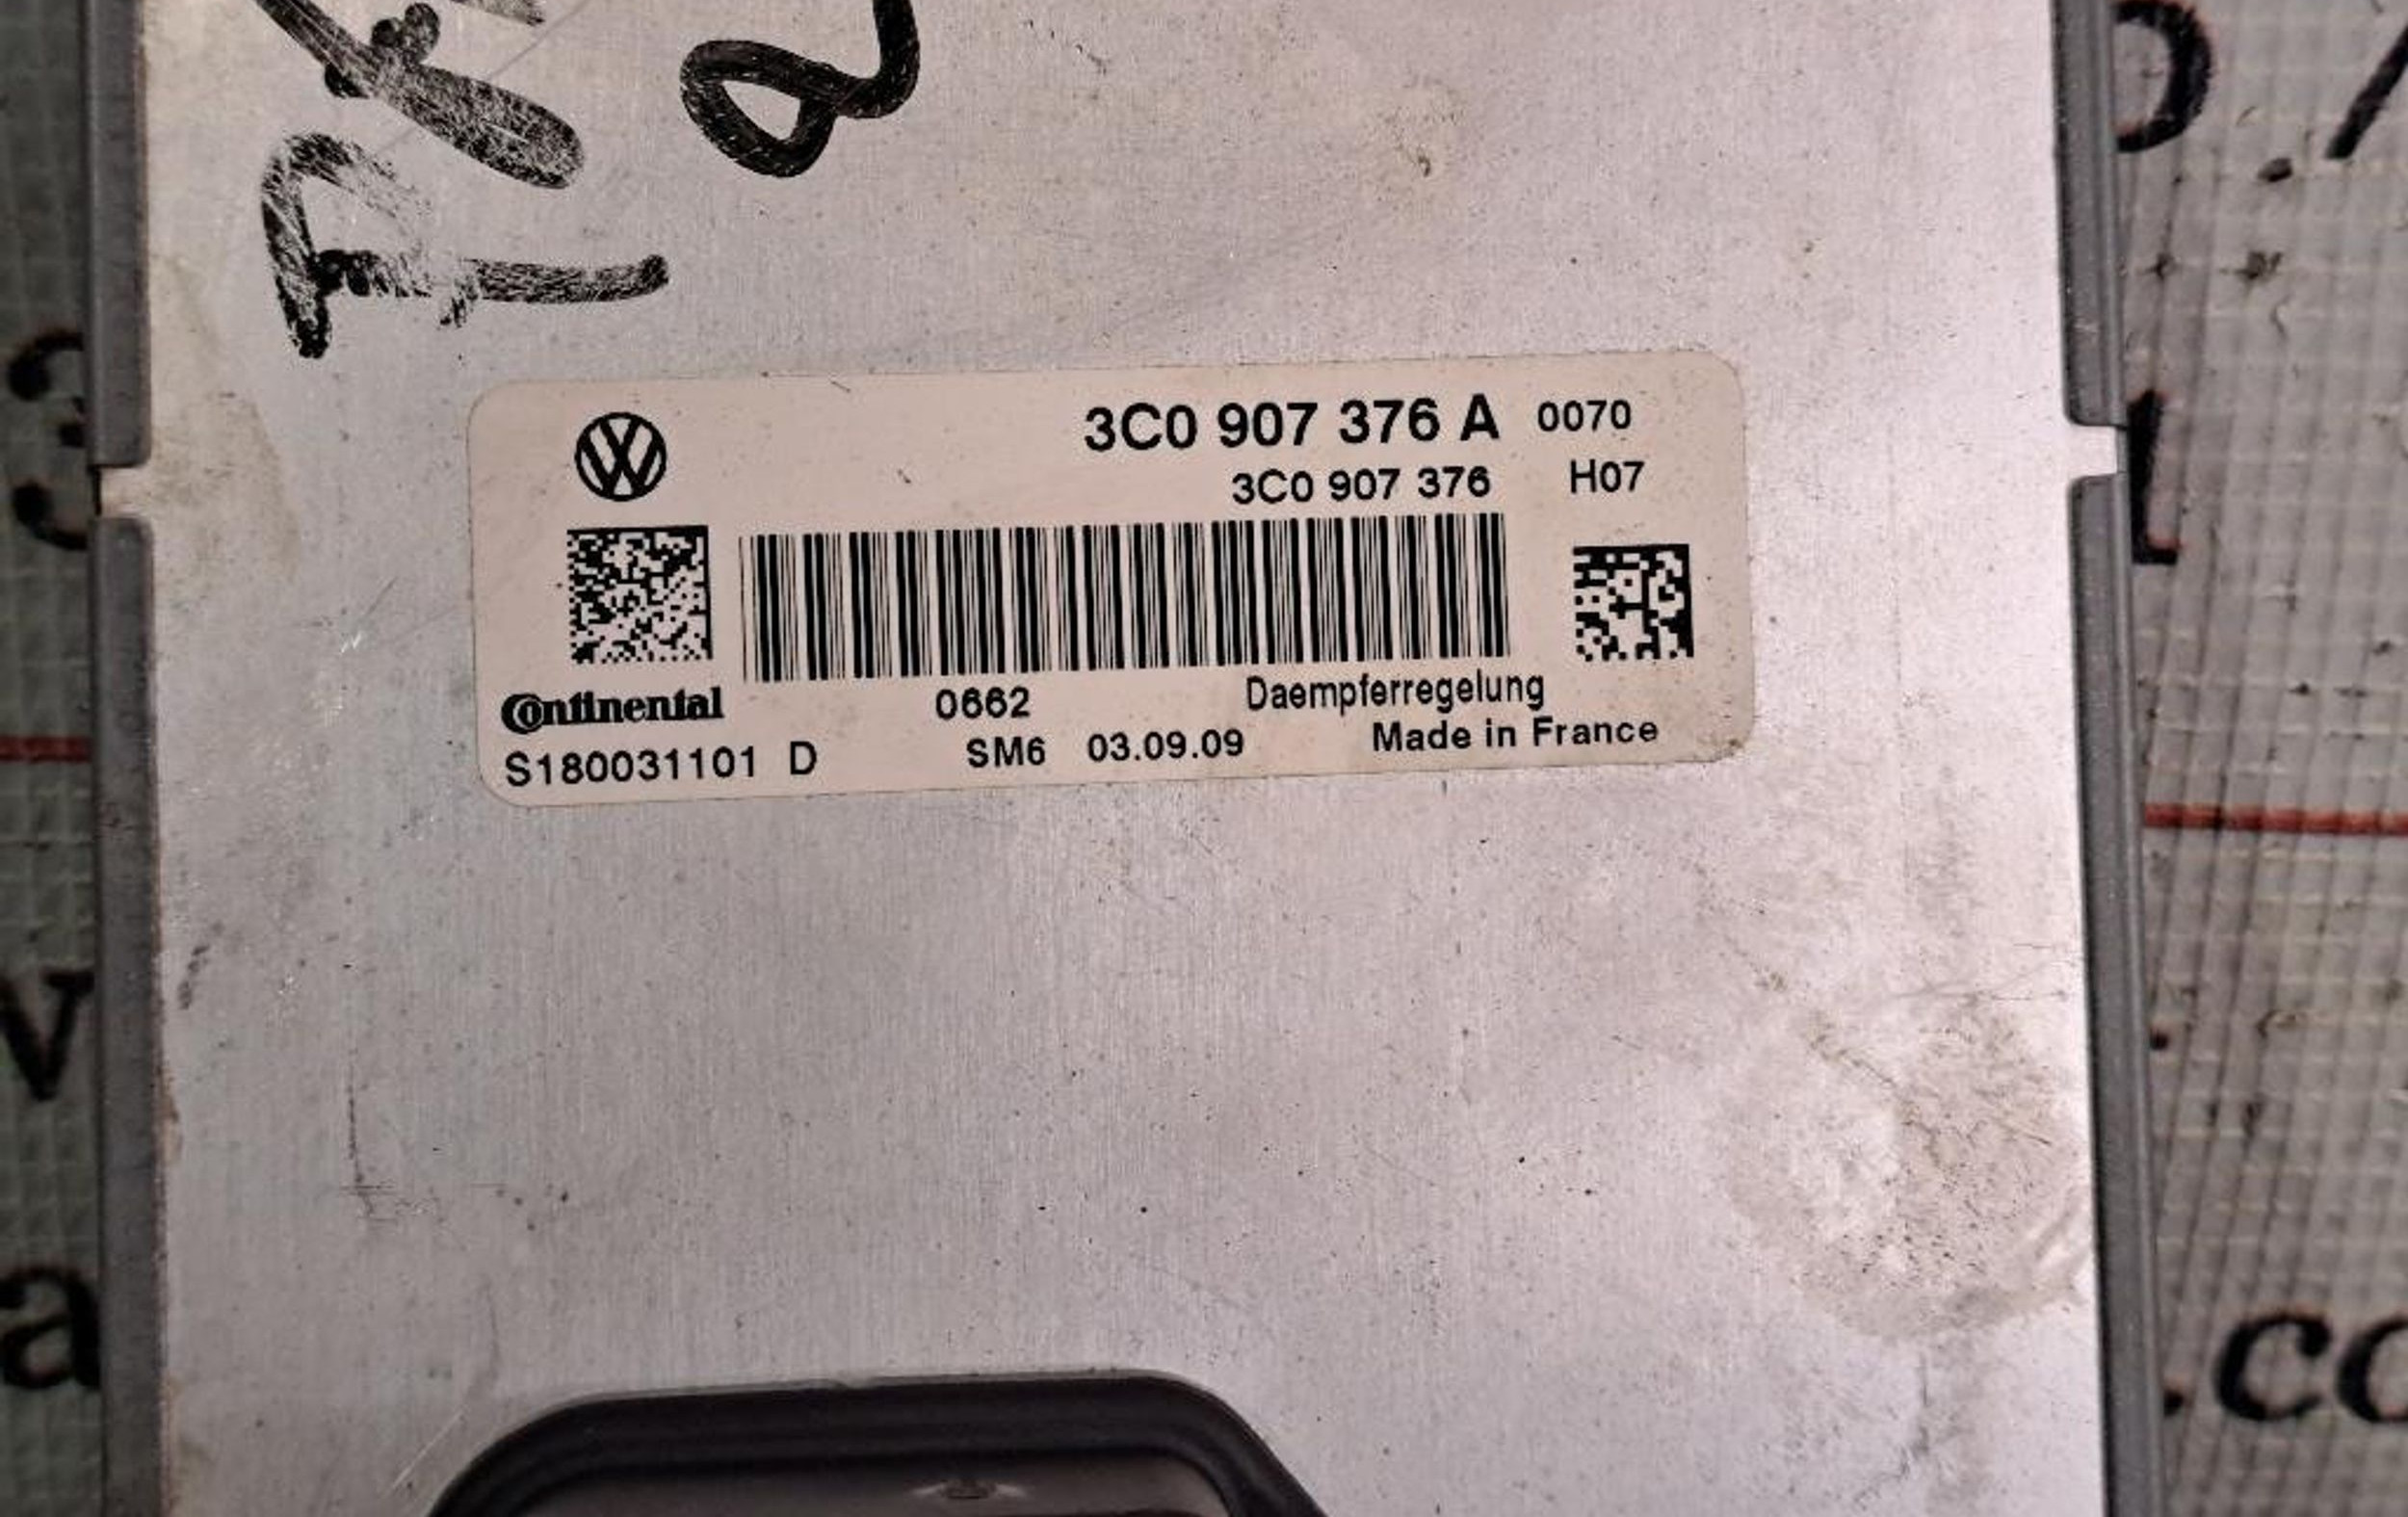 3C0 907 376 A 0070
3C0 907 376 H07
Continental 0662 Daempferregelung
S180031101 D SM6 03.09.09 Made in France